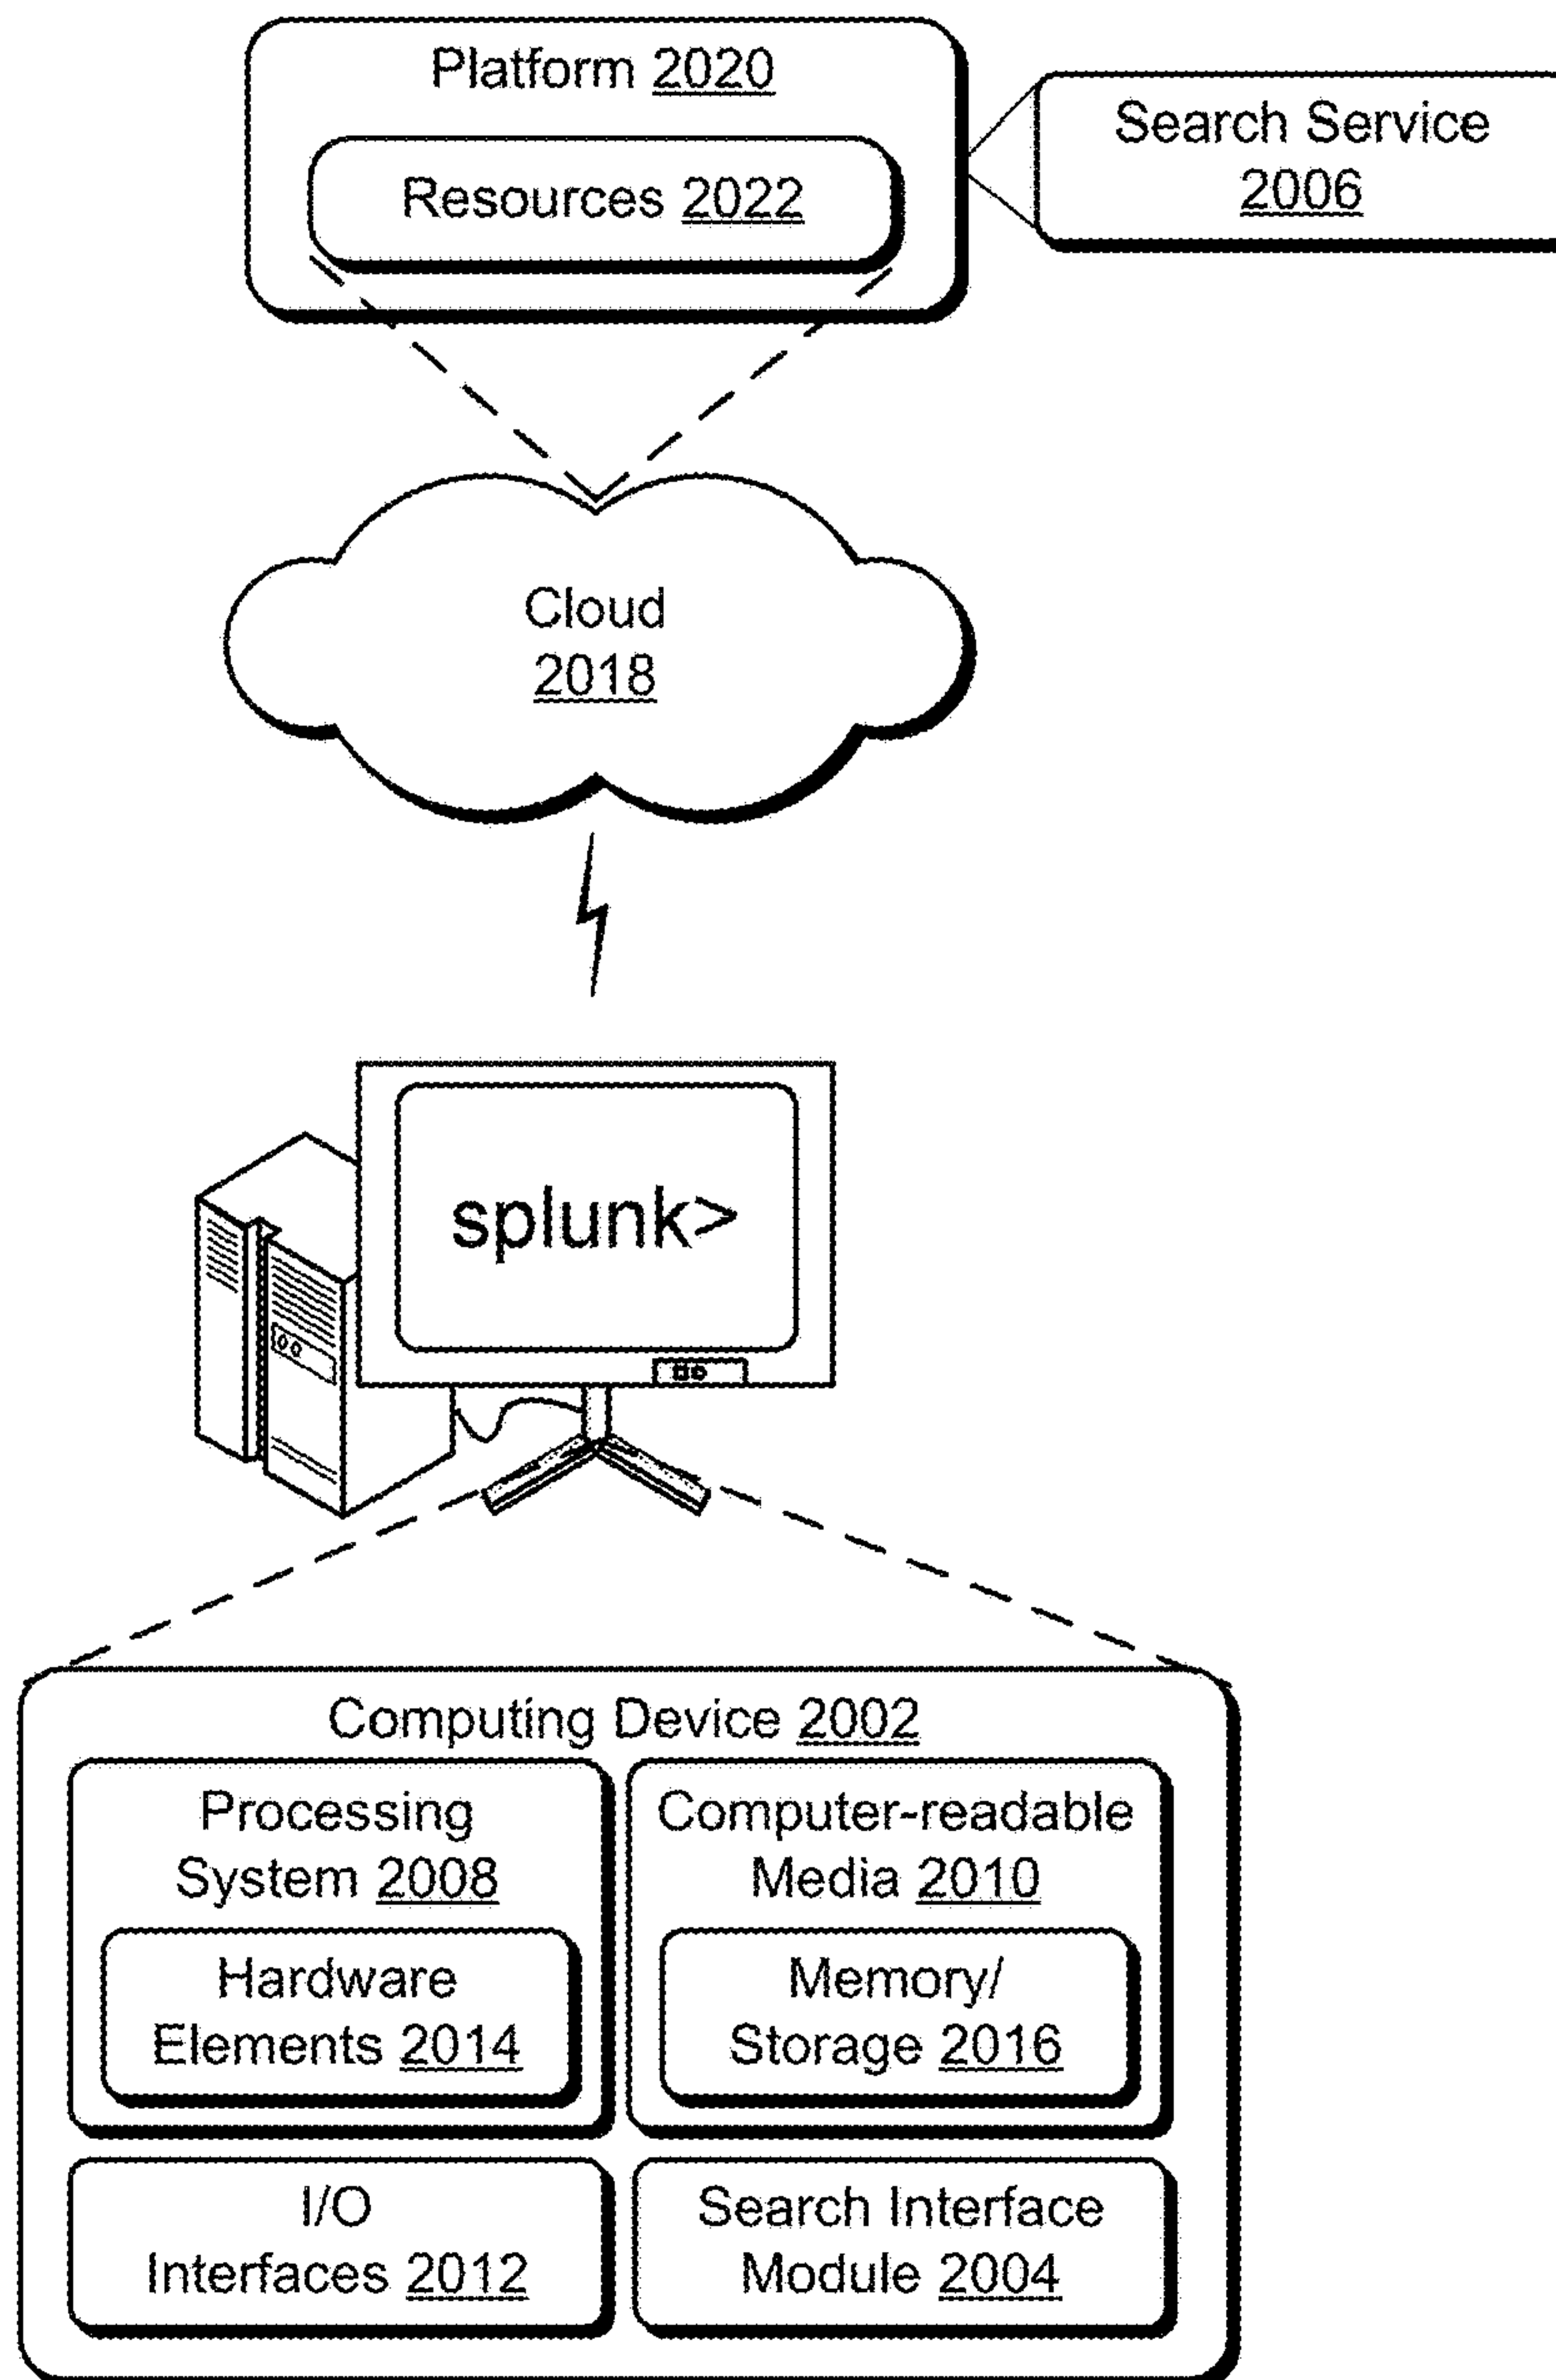 Platform 2020
Resources 2022
Search Service
2006
Cloud
2018
splunk>
Computing Device 2002
Processing
System 2008
Hardware
Elements 2014
Computer-readable
Media 2010
Memory/
Storage 2016
I/O
Interfaces 2012
Search Interface
Module 2004